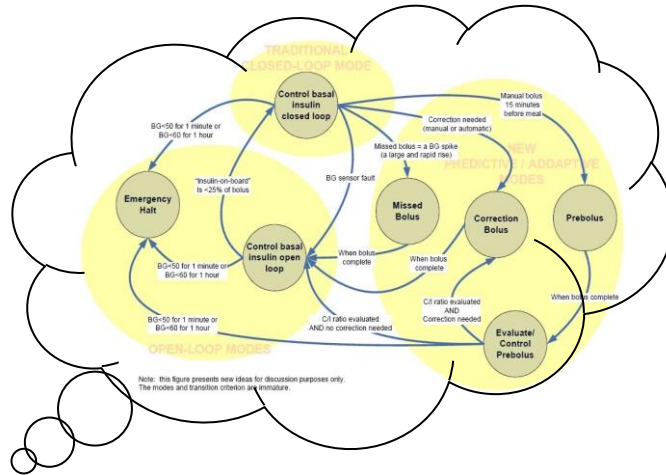 TRADITIONAL
CLOSED-LOOP MODE
Control basal
insulin
closed loop
Manual bolus
15 minutes
before meal
Correction needed
(manual or automatic)
BG<50 for 1 minute or
BG<60 for 1 hour
Missed bolus = a BG spike
(a large and rapid rise)
NEW
PREDICTIVE / ADDAPTIVE
MODES
"Insulin-on-board"
Is <25% of bolus
BG sensor fault
Emergency
Halt
Missed
Bolus
Correction
Bolus
Prebolus
Control basal
insulin open
loop
When bolus
complete
When bolus
complete
BG<50 for 1 minute or
BG<60 for 1 hour
BG<50 for 1 minute or
BG<60 for 1 hour
C/I ratio evaluated
AND no correction needed
C/I ratio evaluated
AND
Correction needed
When bolus complete
Evaluate/
Control
Prebolus
OPEN-LOOP MODES
Note: this figure presents new ideas for discussion purposes only.
The modes and transition criterion are immature.